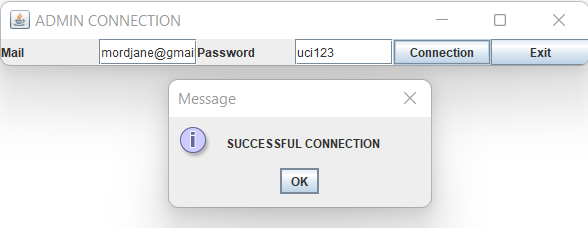 ADMIN CONNECTION
Mail mordjane@gmai Password uci123 Connection Exit
Message
SUCCESSFUL CONNECTION
OK